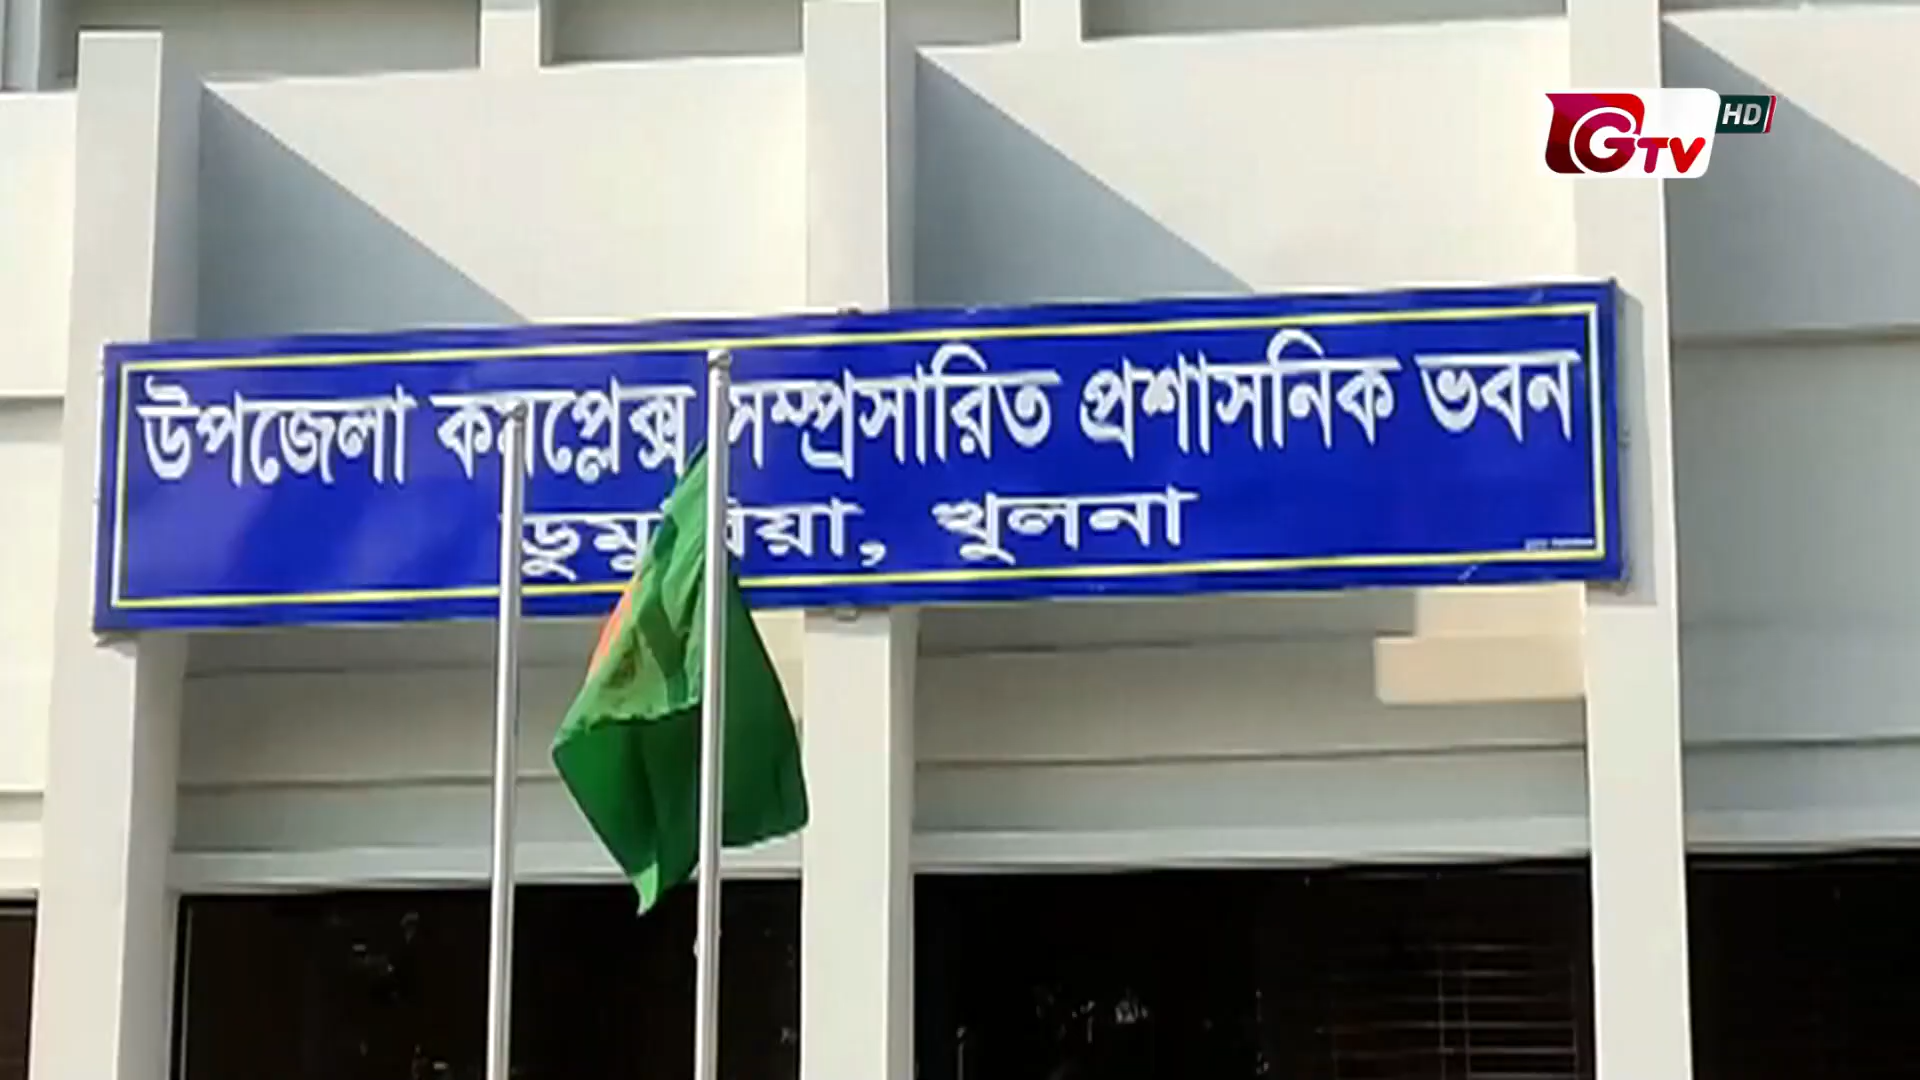 উপজেলা কমপ্লেক্স সম্প্রসারিত প্রশাসনিক ভবন
ডুমুরিয়া, খুলনা
GTV HD